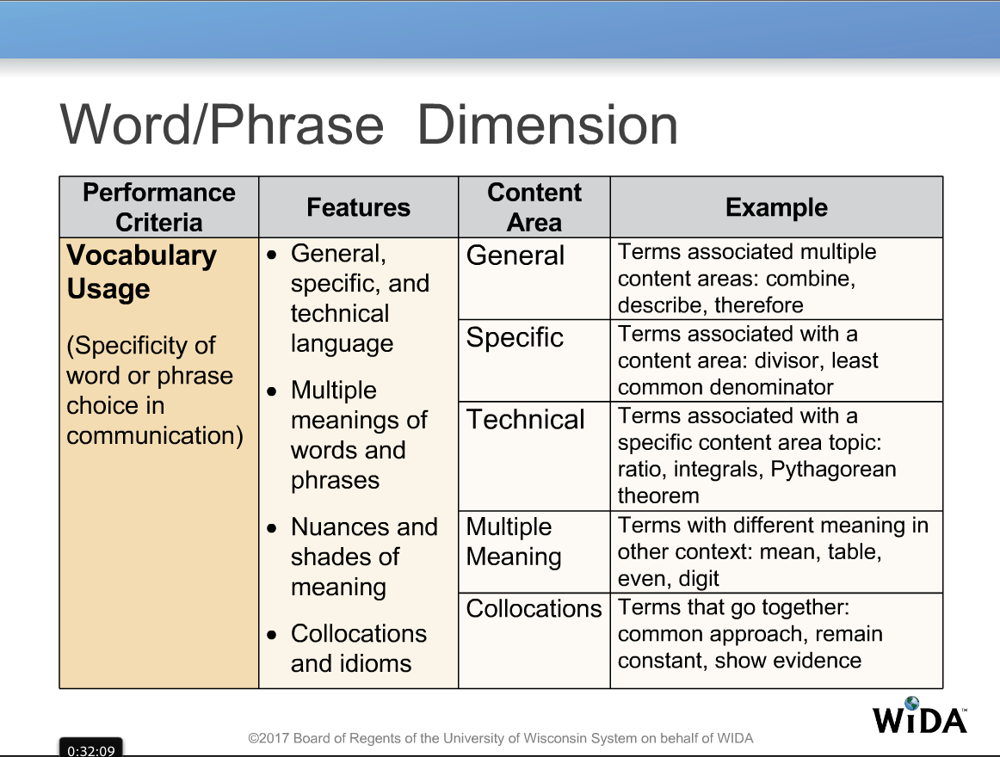 Word/Phrase Dimension
Performance
Criteria
Features
Content
Area
Example
Vocabulary
Usage
(Specificity of
word or phrase
choice in
communication)
• General,
specific, and
technical
language
• Multiple
meanings of
words and
phrases
• Nuances and
shades of
meaning
• Collocations
and idioms
General
Terms associated multiple
content areas: combine,
describe, therefore
Specific
Terms associated with a
content area: divisor, least
common denominator
Technical
Terms associated with a
specific content area topic:
ratio, integrals, Pythagorean
theorem
Multiple
Meaning
Terms with different meaning in
other context: mean, table,
even, digit
Collocations
Terms that go together:
common approach, remain
constant, show evidence
WIDA™
©2017 Board of Regents of the University of Wisconsin System on behalf of WIDA
0:32:09